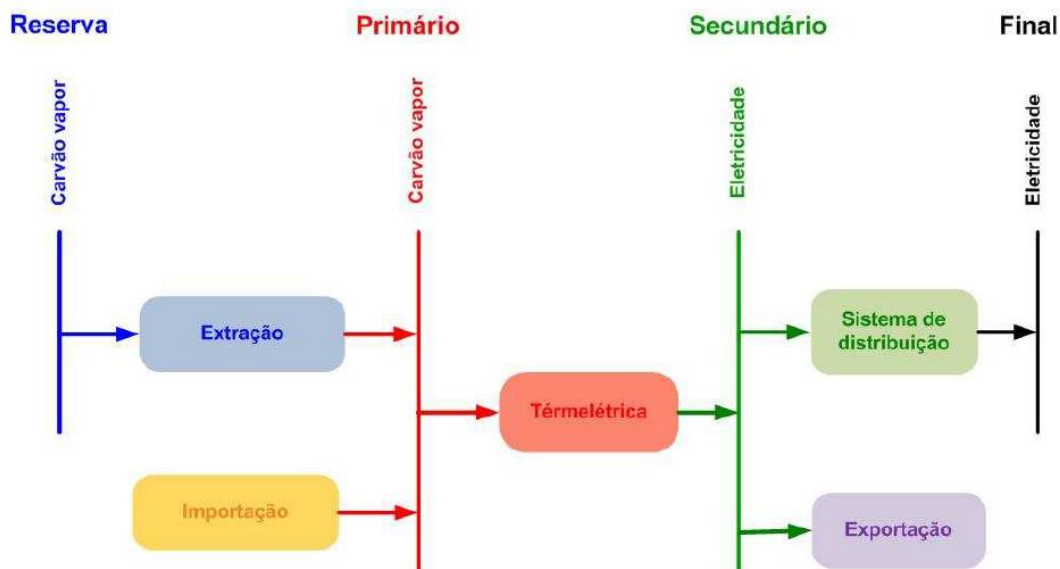 Reserva
Primário
Secundário
Final
Carvão vapor
Carvão vapor
Eletricidade
Eletricidade
Extração
Sistema de
distribuição
Térmelétrica
Importação
Exportação